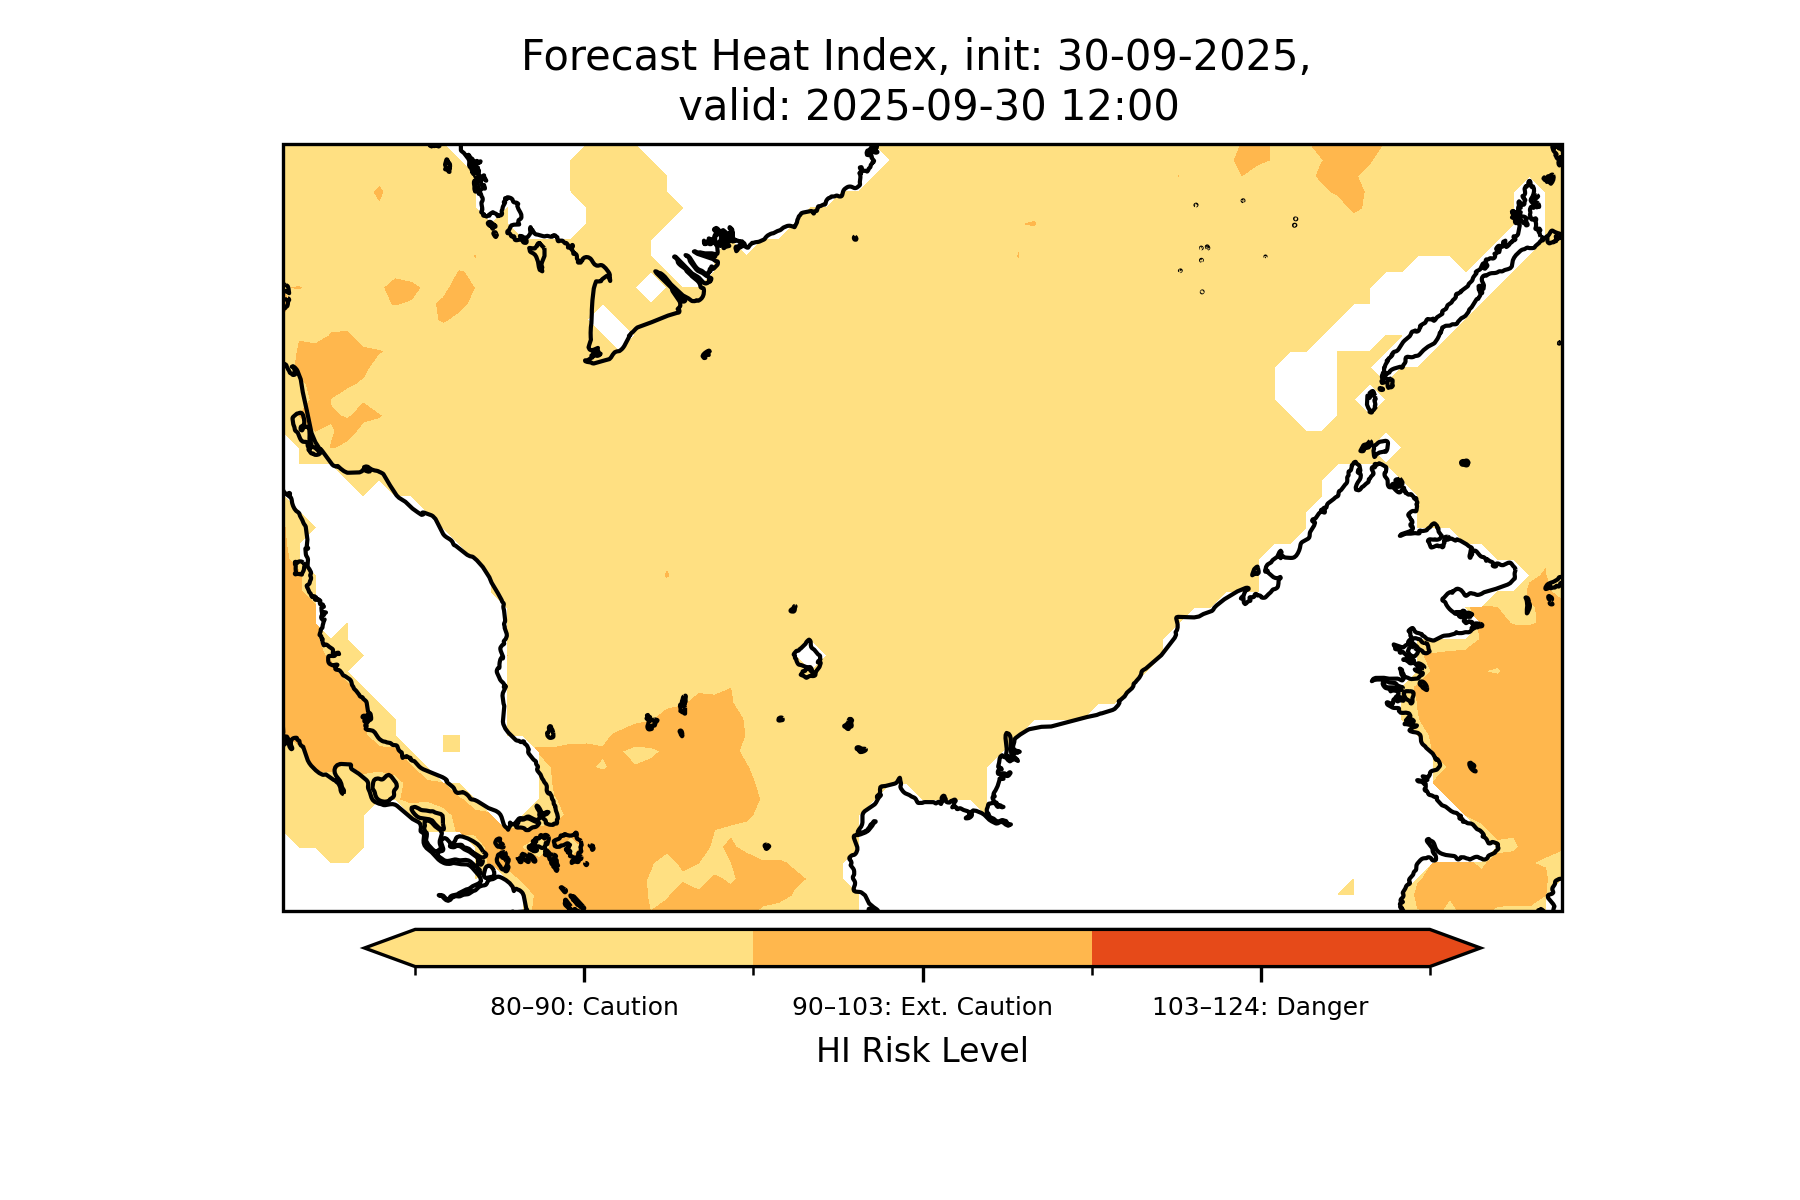 Forecast Heat Index, init: 30-09-2025,
valid: 2025-09-30 12:00
80–90: Caution
90–103: Ext. Caution
103–124: Danger
HI Risk Level